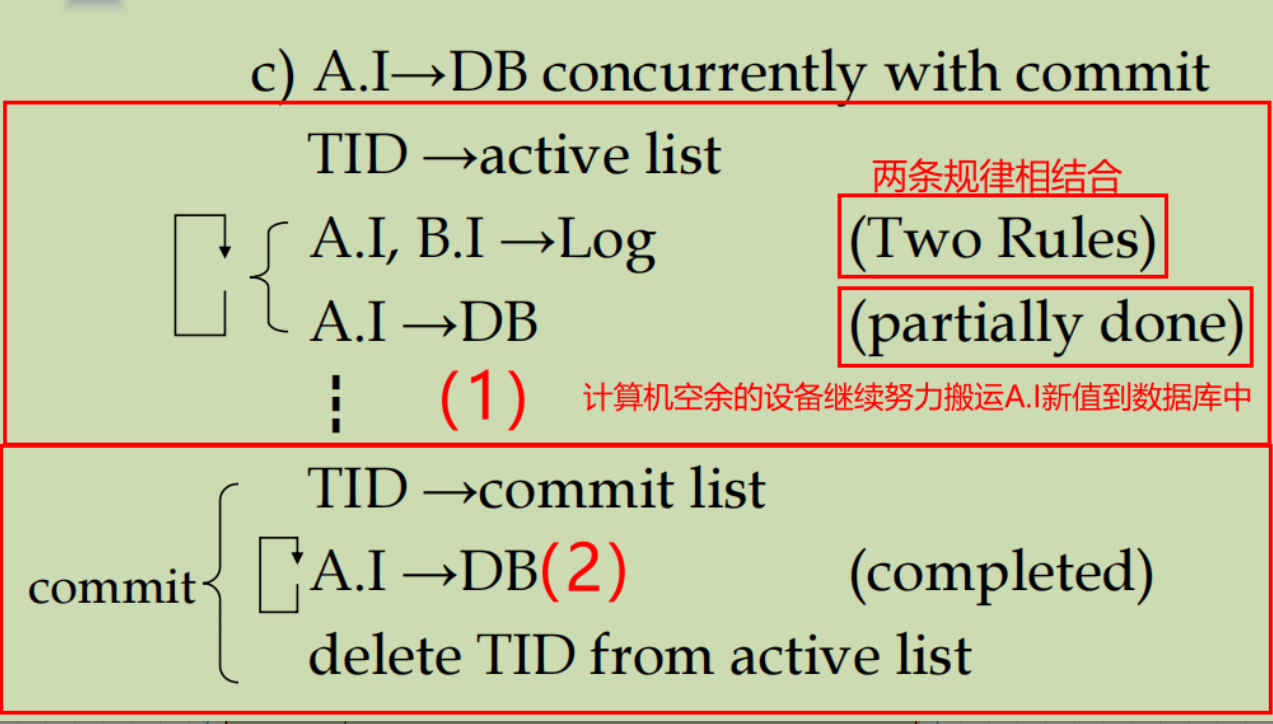 c) A.I→DB concurrently with commit
TID →active list
两条规律相结合
A.I, B.I →Log (Two Rules)
A.I →DB (partially done)
(1) 计算机空余的设备继续努力搬运A.I新值到数据库中
TID →commit list
commit A.I →DB(2) (completed)
delete TID from active list